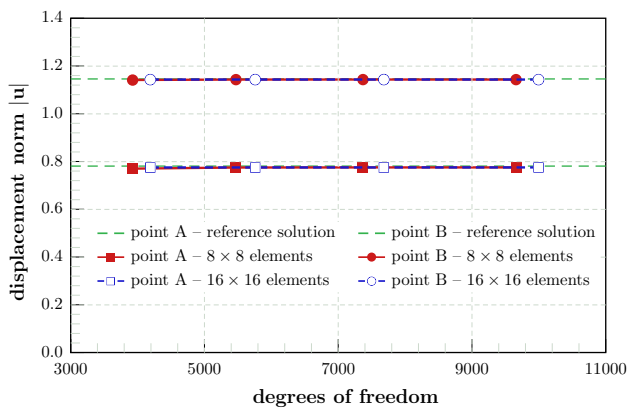 1.4
1.2
1.0
0.8
0.6
0.4
0.2
0.0
displacement norm |u|
point A – reference solution
point B – reference solution
point A – 8 × 8 elements
point B – 8 × 8 elements
point A – 16 × 16 elements
point B – 16 × 16 elements
3000 5000 7000 9000 11000
degrees of freedom